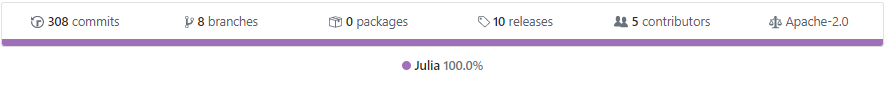 308 commits 8 branches 0 packages 10 releases 5 contributors Apache-2.0
Julia 100.0%